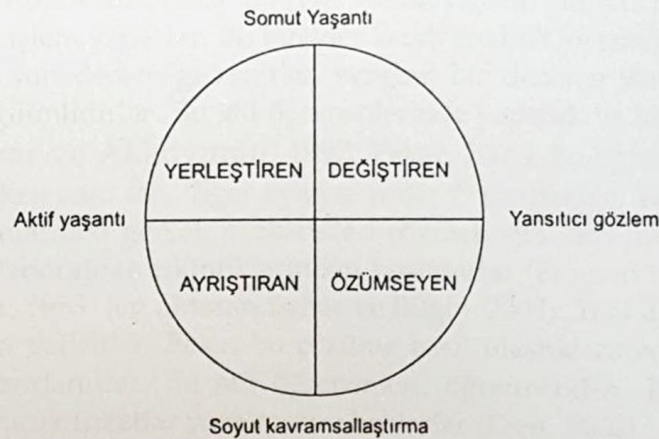 Somut Yaşantı
YERLEŞTİREN DEĞİŞTİREN
Aktif yaşantı Yansıtıcı gözlem
AYRIŞTIRAN ÖZÜMSEYEN
Soyut kavramsallaştırma